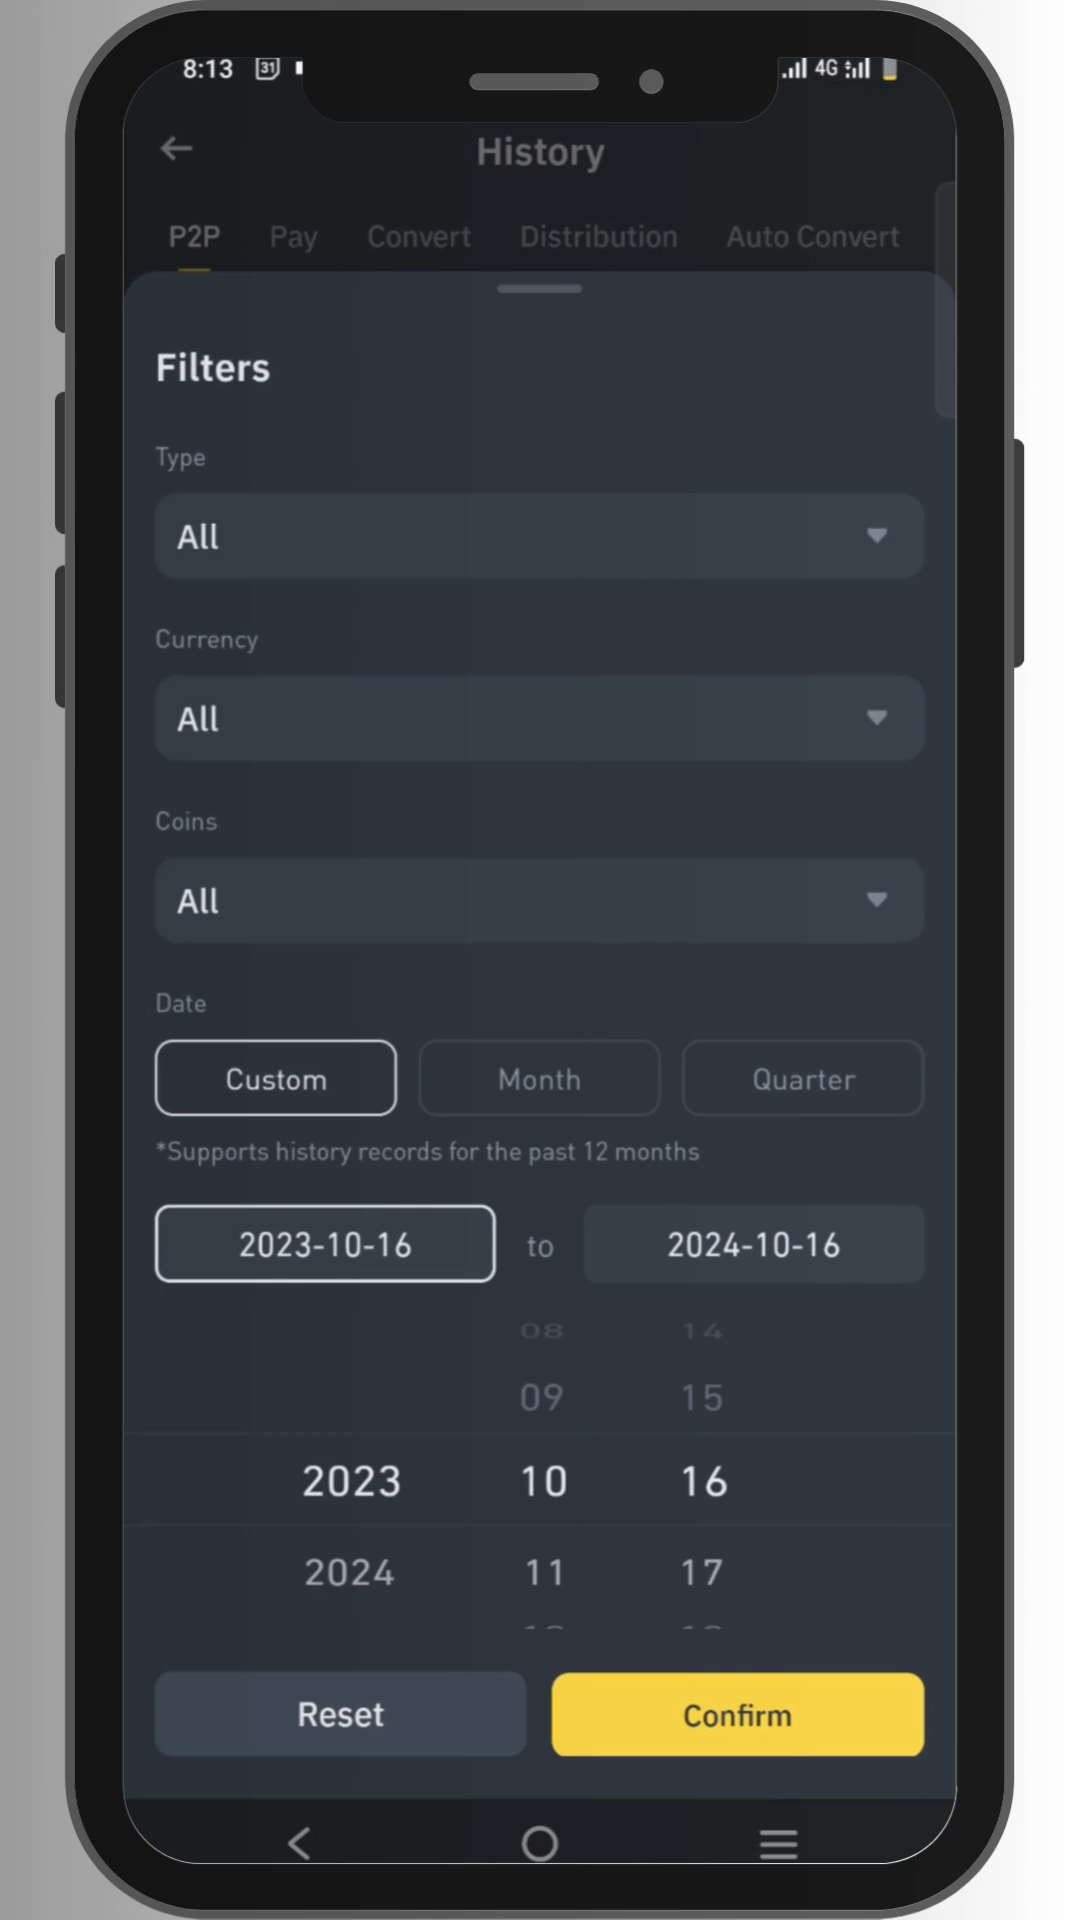 8:13 31 4G
History
P2P Pay Convert Distribution Auto Convert
Filters
Type
All
Currency
All
Coins
All
Date
Custom Month Quarter
*Supports history records for the past 12 months
2023-10-16 to 2024-10-16
08 14
09 15
2023 10 16
2024 11 17
Reset Confirm